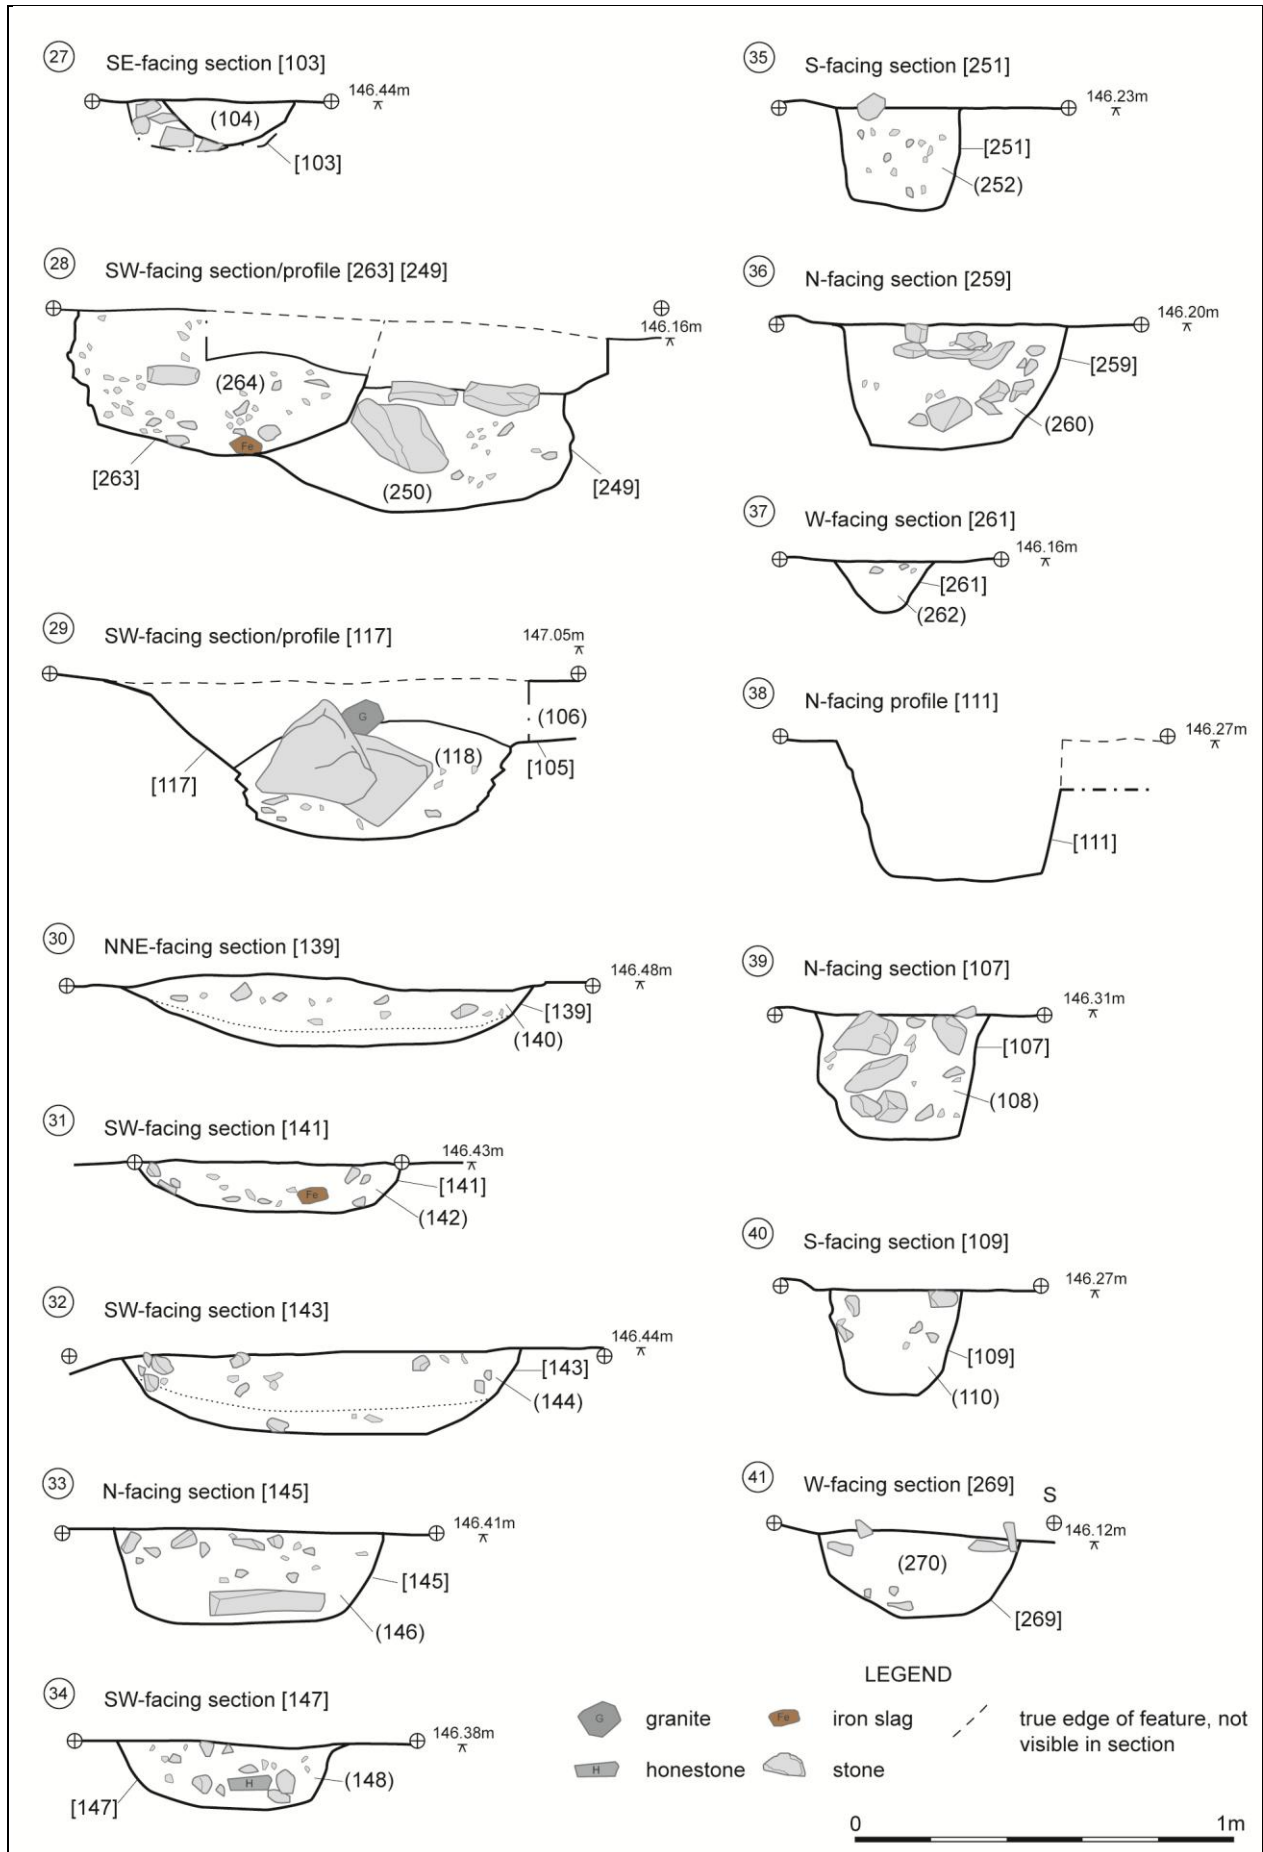 27
SE-facing section [103]
146.44m
(104)
[103]
28
SW-facing section/profile [263] [249]
146.16m
(264)
Fe
[263]
(250)
[249]
29
SW-facing section/profile [117]
147.05m
G
(106)
(118)
[105]
[117]
30
NNE-facing section [139]
146.48m
[139]
(140)
31
SW-facing section [141]
146.43m
Fe
[141]
(142)
32
SW-facing section [143]
146.44m
[143]
(144)
33
N-facing section [145]
146.41m
[145]
(146)
34
SW-facing section [147]
146.38m
H
(148)
[147]
35
S-facing section [251]
146.23m
[251]
(252)
36
N-facing section [259]
146.20m
[259]
(260)
37
W-facing section [261]
146.16m
[261]
(262)
38
N-facing profile [111]
146.27m
[111]
39
N-facing section [107]
146.31m
[107]
(108)
40
S-facing section [109]
146.27m
[109]
(110)
41
W-facing section [269]
S
146.12m
(270)
[269]
LEGEND
G granite
Fe iron slag
true edge of feature, not
visible in section
H honestone
stone
0 1m